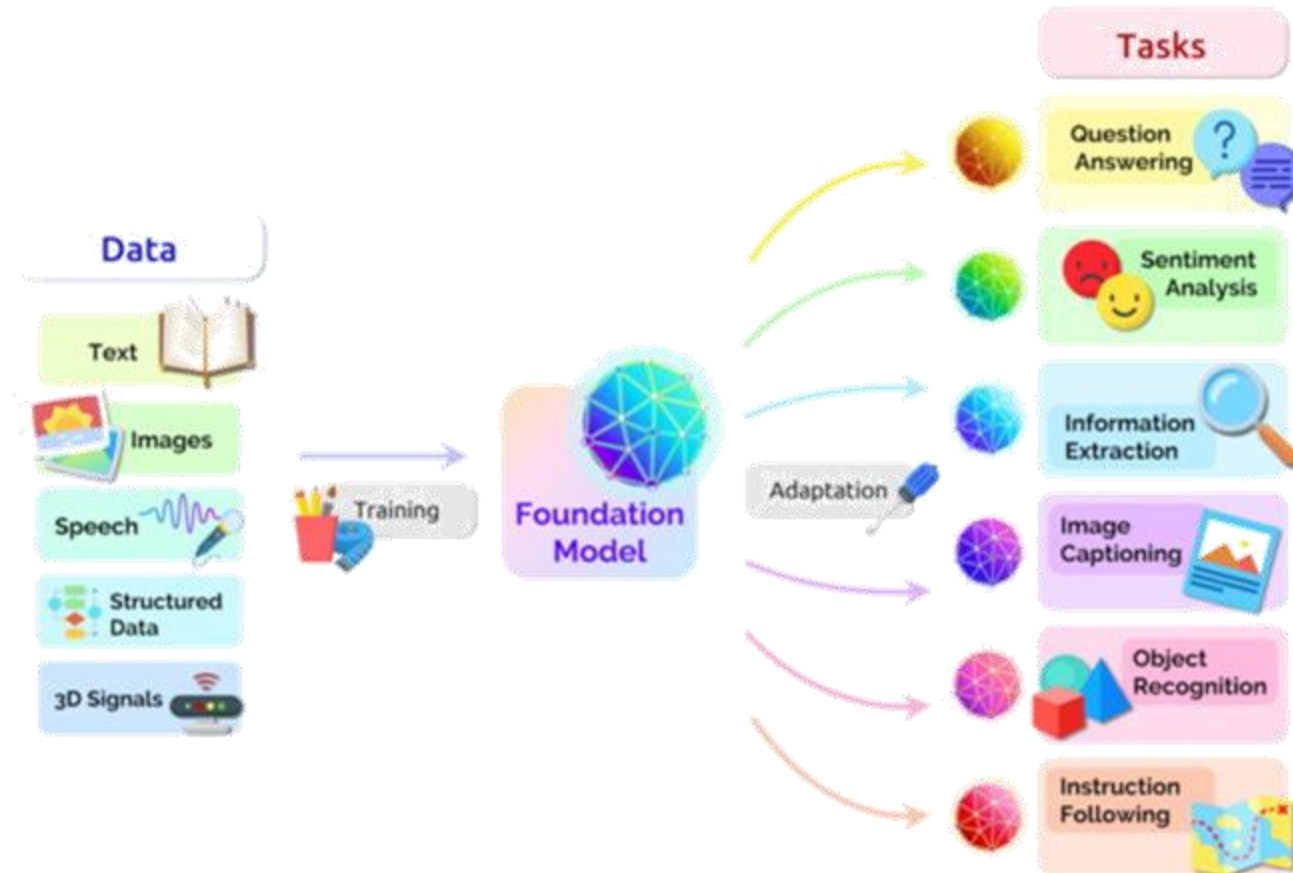 Data
Text
Images
Speech
Structured
Data
3D Signals
Training
Foundation
Model
Adaptation
Tasks
Question
Answering
?
Sentiment
Analysis
Information
Extraction
Image
Captioning
Object
Recognition
Instruction
Following